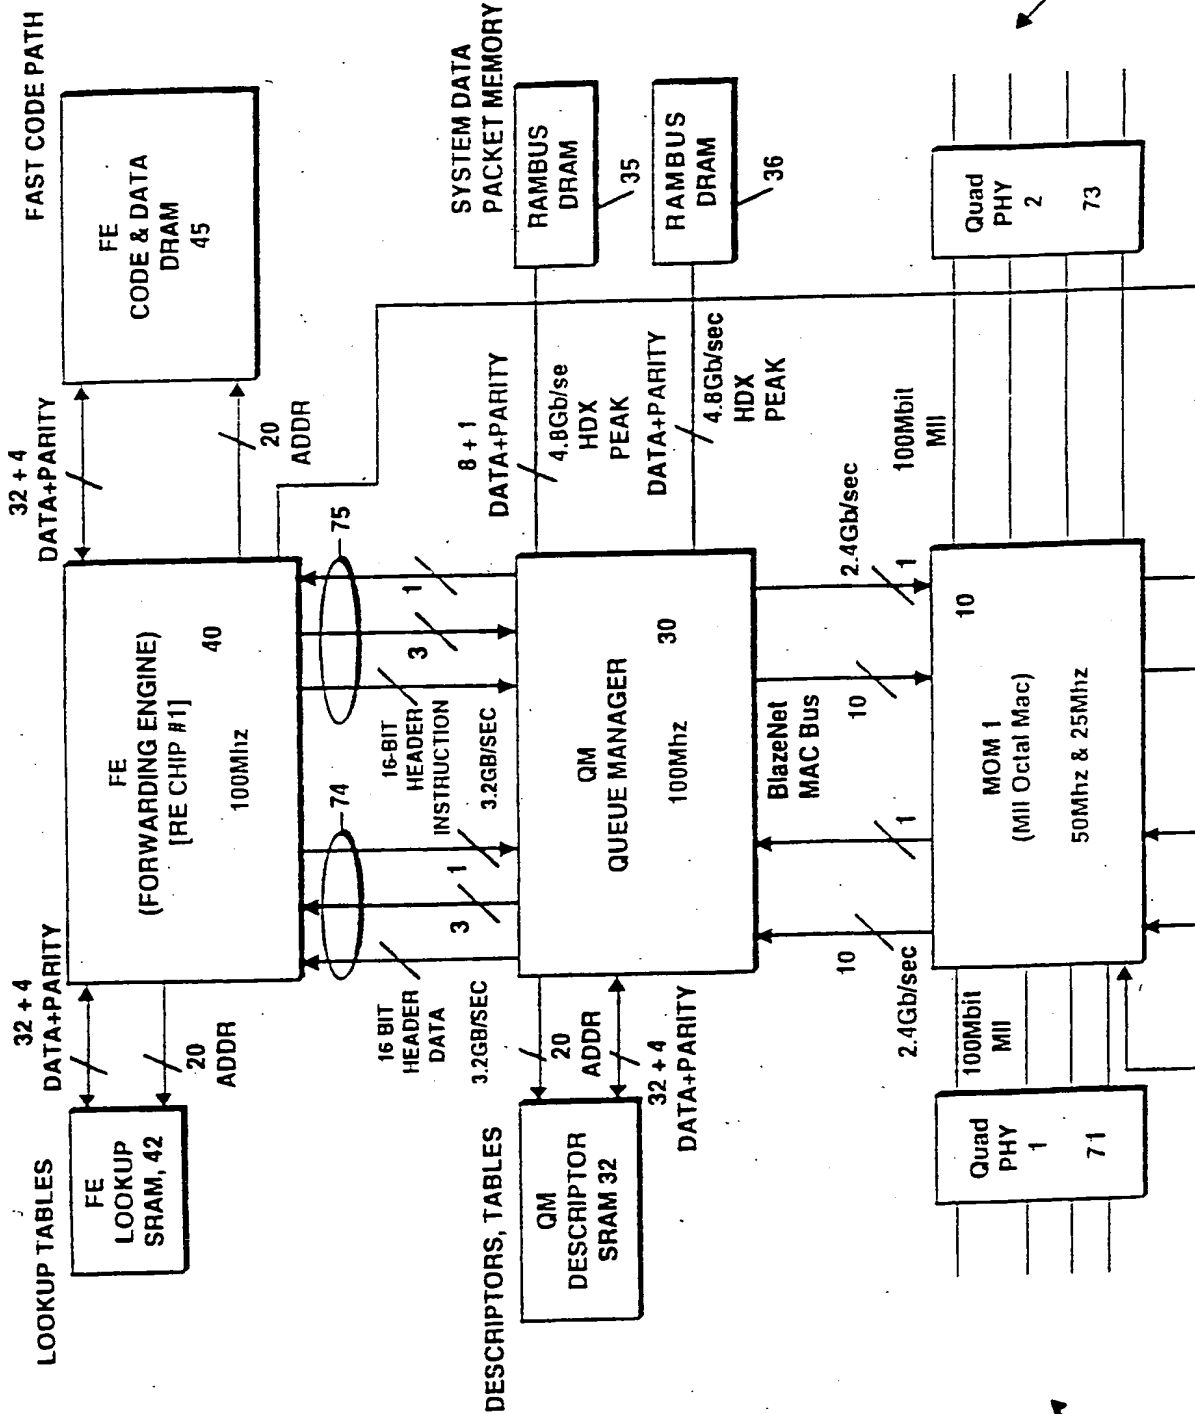 LOOKUP TABLES
FE
LOOKUP
SRAM, 42
32 + 4
DATA+PARITY
20
ADDR
FE
(FORWARDING ENGINE)
[RE CHIP #1]
40
100Mhz
32 + 4
DATA+PARITY
20
ADDR
FAST CODE PATH
FE
CODE & DATA
DRAM
45
74
75
16 BIT
HEADER
DATA
3.2GB/SEC
3
1
16-BIT
HEADER
INSTRUCTION
3.2GB/SEC
3
1
DESCRIPTORS, TABLES
QM
DESCRIPTOR
SRAM 32
20
ADDR
32 + 4
DATA+PARITY
QM
QUEUE MANAGER
30
100Mhz
8 + 1
DATA+PARITY
4.8Gb/se
HDX
PEAK
DATA+PARITY
4.8Gb/sec
HDX
PEAK
SYSTEM DATA
PACKET MEMORY
RAMBUS
DRAM
35
RAMBUS
DRAM
36
10
2.4Gb/sec
1
BlazeNet
MAC Bus
10
2.4Gb/sec
1
Quad
PHY
1
71
100Mbit
MII
MOM 1
(MII Octal Mac)
10
50Mhz & 25Mhz
100Mbit
MII
Quad
PHY
2
73